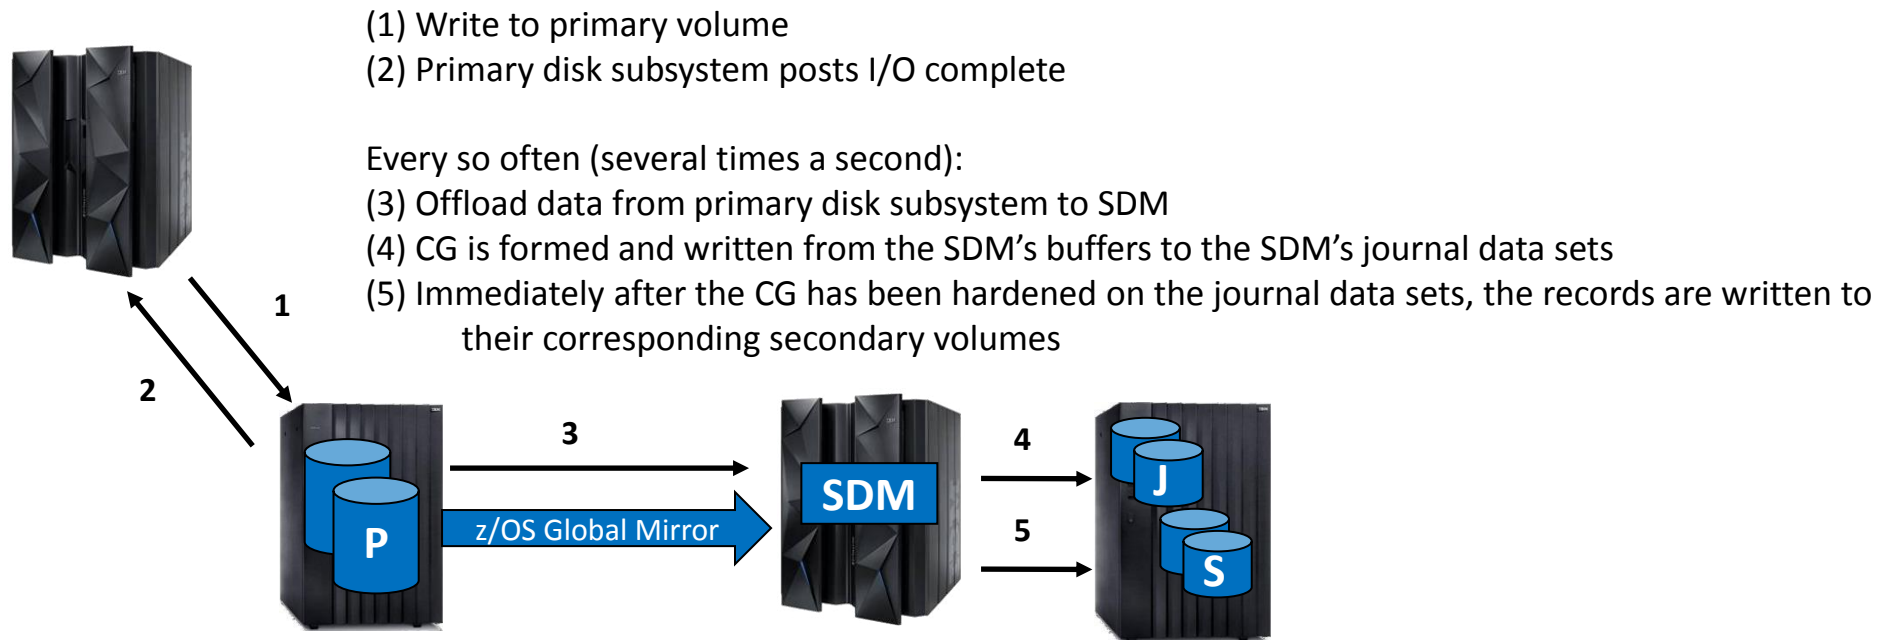 (1) Write to primary volume
(2) Primary disk subsystem posts I/O complete
Every so often (several times a second):
(3) Offload data from primary disk subsystem to SDM
(4) CG is formed and written from the SDM's buffers to the SDM's journal data sets
(5) Immediately after the CG has been hardened on the journal data sets, the records are written to
their corresponding secondary volumes
1
2
3
4
5
P
z/OS Global Mirror
SDM
J
S